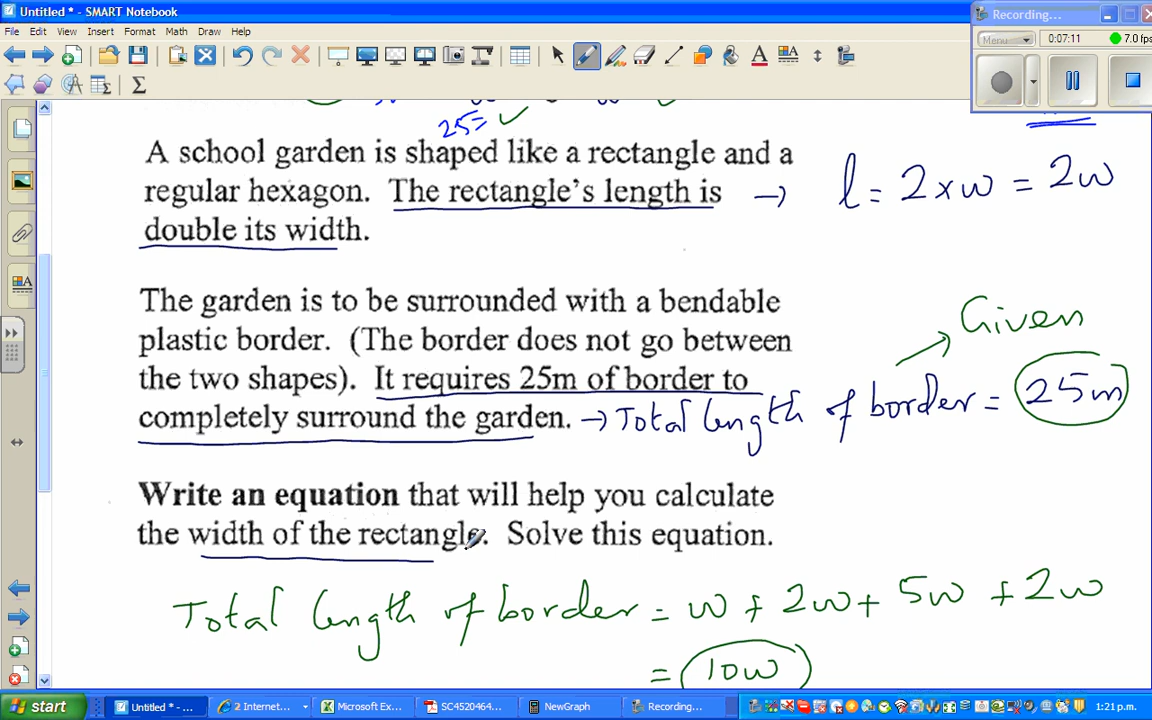 Untitled * - SMART Notebook
Recording...
File Edit View Insert Format Math Draw Help
Menu 0:07:11 7.0 fps
25=
A school garden is shaped like a rectangle and a
regular hexagon. The rectangle's length is
double its width.
→ l = 2 × w = 2w
The garden is to be surrounded with a bendable
plastic border. (The border does not go between
the two shapes). It requires 25m of border to
completely surround the garden.
→ Total length of border = 25m
Given
Write an equation that will help you calculate
the width of the rectangle. Solve this equation.
Total length of border = w + 2w + 5w + 2w
= 10w
start Untitled * - ... 2 Internet... Microsoft Ex... SC4520464... NewGraph Recording... 1:21 p.m.